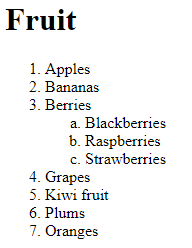 Fruit
1. Apples
2. Bananas
3. Berries
a. Blackberries
b. Raspberries
c. Strawberries
4. Grapes
5. Kiwi fruit
6. Plums
7. Oranges